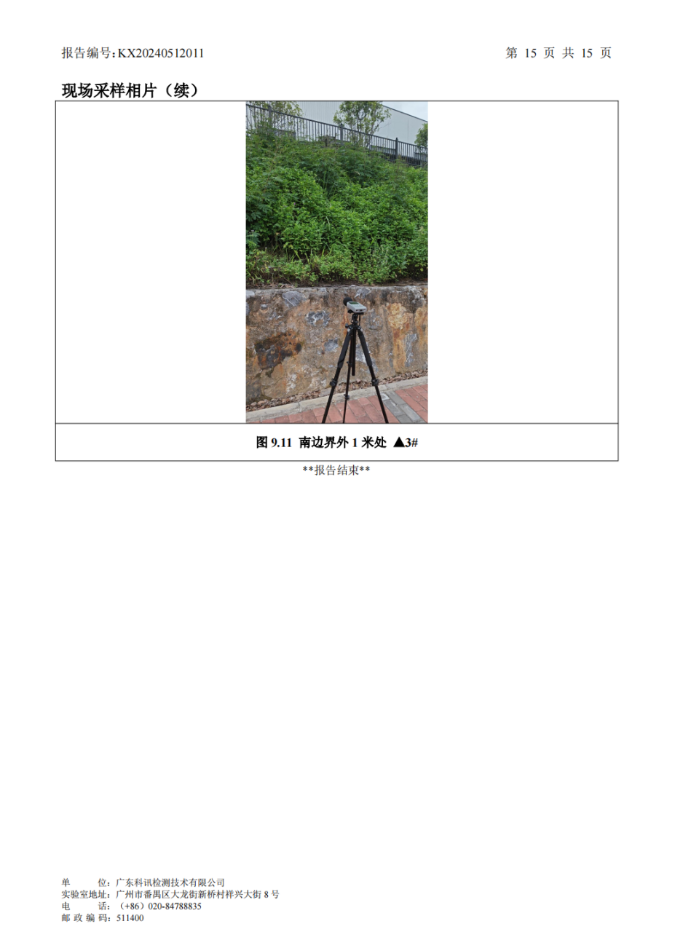 报告编号:KX20240512011 第 15 页 共 15 页
现场采样相片（续）
图 9.11 南边界外 1 米处 ▲3#
**报告结束**
单 位：广东科讯检测技术有限公司
实验室地址：广州市番禺区大龙街新桥村祥兴大街 8 号
电 话：（+86）020-84788835
邮 政 编 码：511400